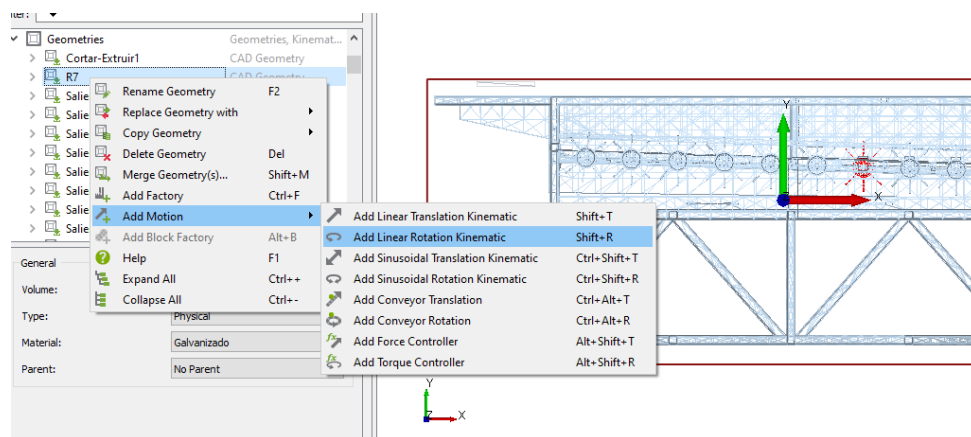 Geometries Geometries, Kinemat...
Cortar-Extruir1 CAD Geometry
R7 CAD Geometry
Salie
Salie
Salie
Salie
Salie
Salie
Salie
Salie
Rename Geometry F2
Replace Geometry with
Copy Geometry
Delete Geometry Del
Merge Geometry(s)... Shift+M
Add Factory Ctrl+F
Add Motion
Add Block Factory Alt+B
Help F1
Expand All Ctrl++
Collapse All Ctrl+-
Add Linear Translation Kinematic Shift+T
Add Linear Rotation Kinematic Shift+R
Add Sinusoidal Translation Kinematic Ctrl+Shift+T
Add Sinusoidal Rotation Kinematic Ctrl+Shift+R
Add Conveyor Translation Ctrl+Alt+T
Add Conveyor Rotation Ctrl+Alt+R
Add Force Controller Alt+Shift+T
Add Torque Controller Alt+Shift+R
General
Volume:
Type: Physical
Material: Galvanizado
Parent: No Parent
Y
X
Y
Z
X